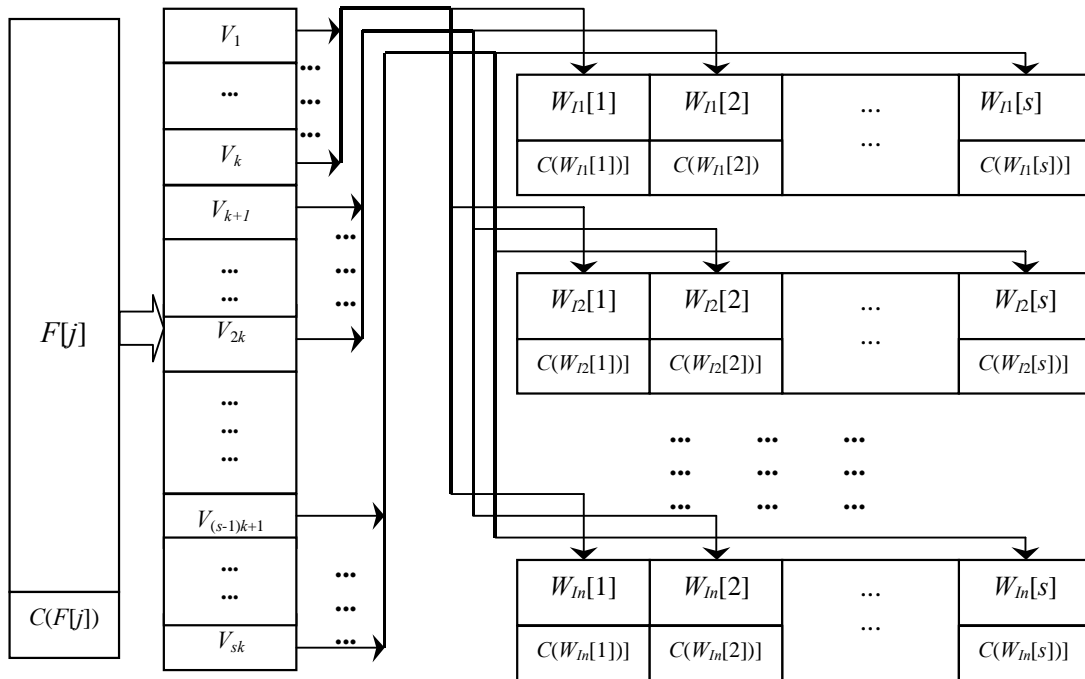 F[j]
C(F[j])
V1
...
Vk
Vk+1
...
...
V2k
...
...
...
V(s-1)k+1
...
...
Vsk
...
...
...
...
...
...
...
...
...
WI1[1] WI1[2] ... WI1[s]
...
C(WI1[1])] C(WI1[2]) C(WI1[s])]
WI2[1] WI2[2] ... WI2[s]
...
C(WI2[1])] C(WI2[2])] C(WI2[s])]
... ... ...
... ... ...
... ... ...
WIn[1] WIn[2] ... WIn[s]
...
C(WIn[1])] C(WIn[2])] C(WIn[s])]